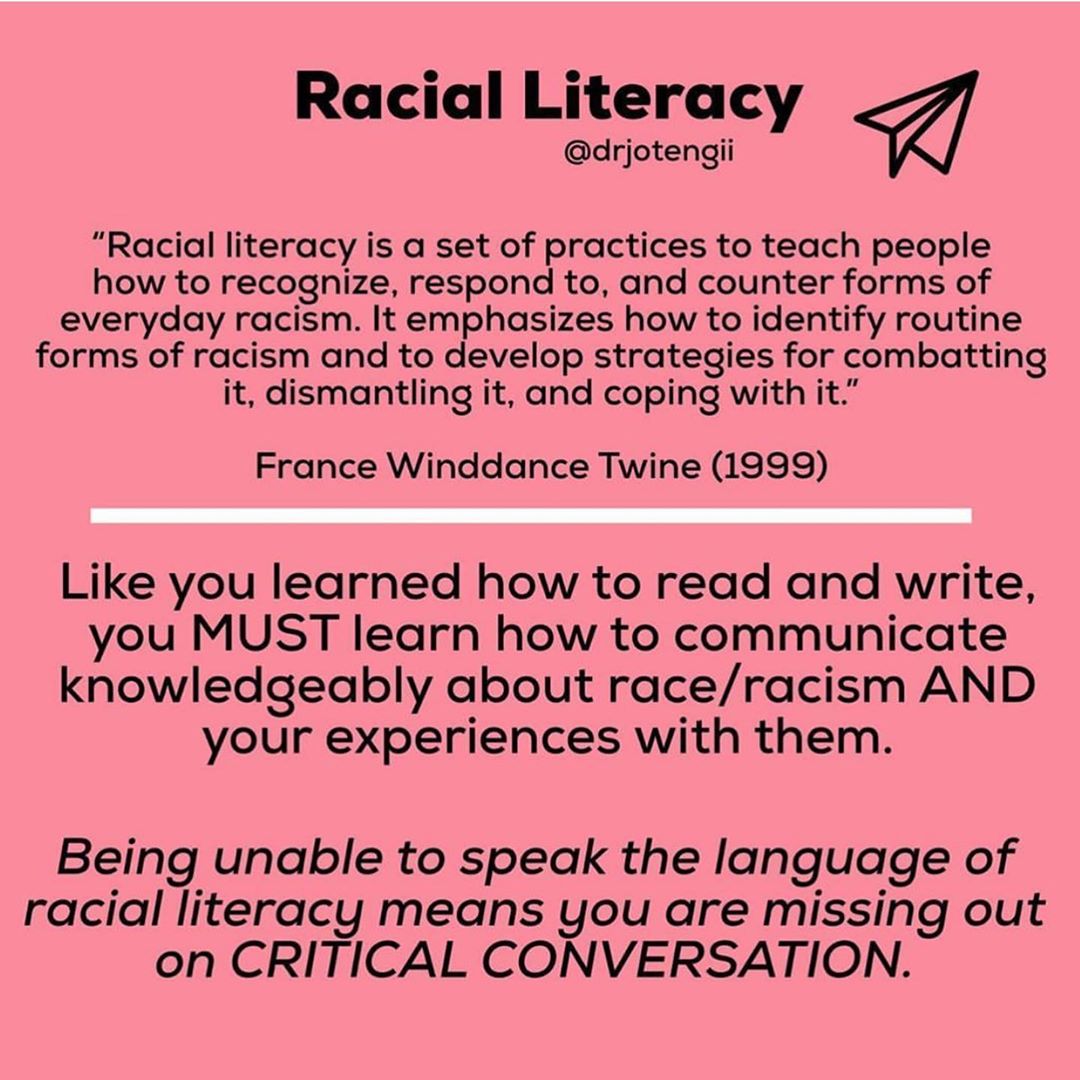 Racial Literacy
@drjotengii
“Racial literacy is a set of practices to teach people
how to recognize, respond to, and counter forms of
everyday racism. It emphasizes how to identify routine
forms of racism and to develop strategies for combatting
it, dismantling it, and coping with it.”
France Winddance Twine (1999)
Like you learned how to read and write,
you MUST learn how to communicate
knowledgeably about race/racism AND
your experiences with them.
Being unable to speak the language of
racial literacy means you are missing out
on CRITICAL CONVERSATION.